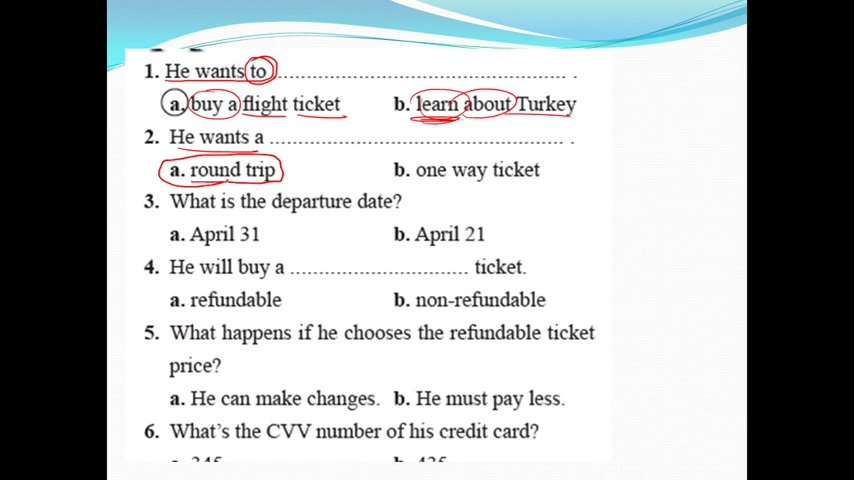 1. He wants to ................................................... .
a. buy a flight ticket b. learn about Turkey
2. He wants a ..................................................... .
a. round trip b. one way ticket
3. What is the departure date?
a. April 31 b. April 21
4. He will buy a ................................ ticket.
a. refundable b. non-refundable
5. What happens if he chooses the refundable ticket
price?
a. He can make changes. b. He must pay less.
6. What's the CVV number of his credit card?